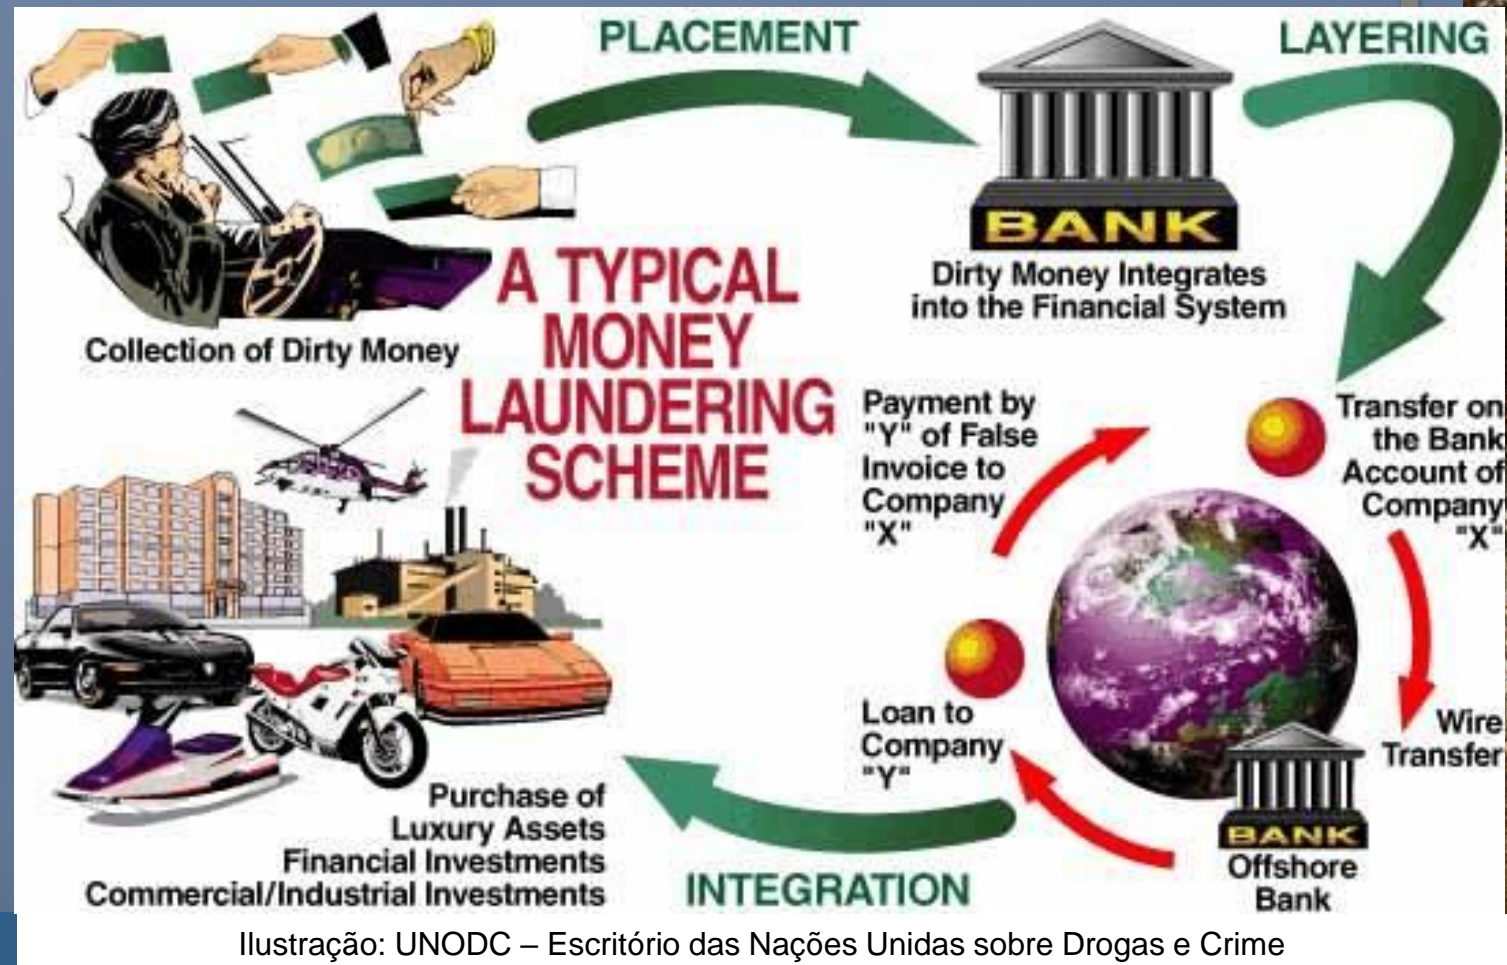 PLACEMENT
LAYERING
BANK
Dirty Money Integrates
into the Financial System
Collection of Dirty Money
A TYPICAL
MONEY
LAUNDERING
SCHEME
Payment by
"Y" of False
Invoice to
Company
"X"
Transfer on
the Bank
Account of
Company
"X"
Wire
Transfer
Loan to
Company
"Y"
BANK
Offshore
Bank
Purchase of
Luxury Assets
Financial Investments
Commercial/Industrial Investments
INTEGRATION
Ilustração: UNODC – Escritório das Nações Unidas sobre Drogas e Crime